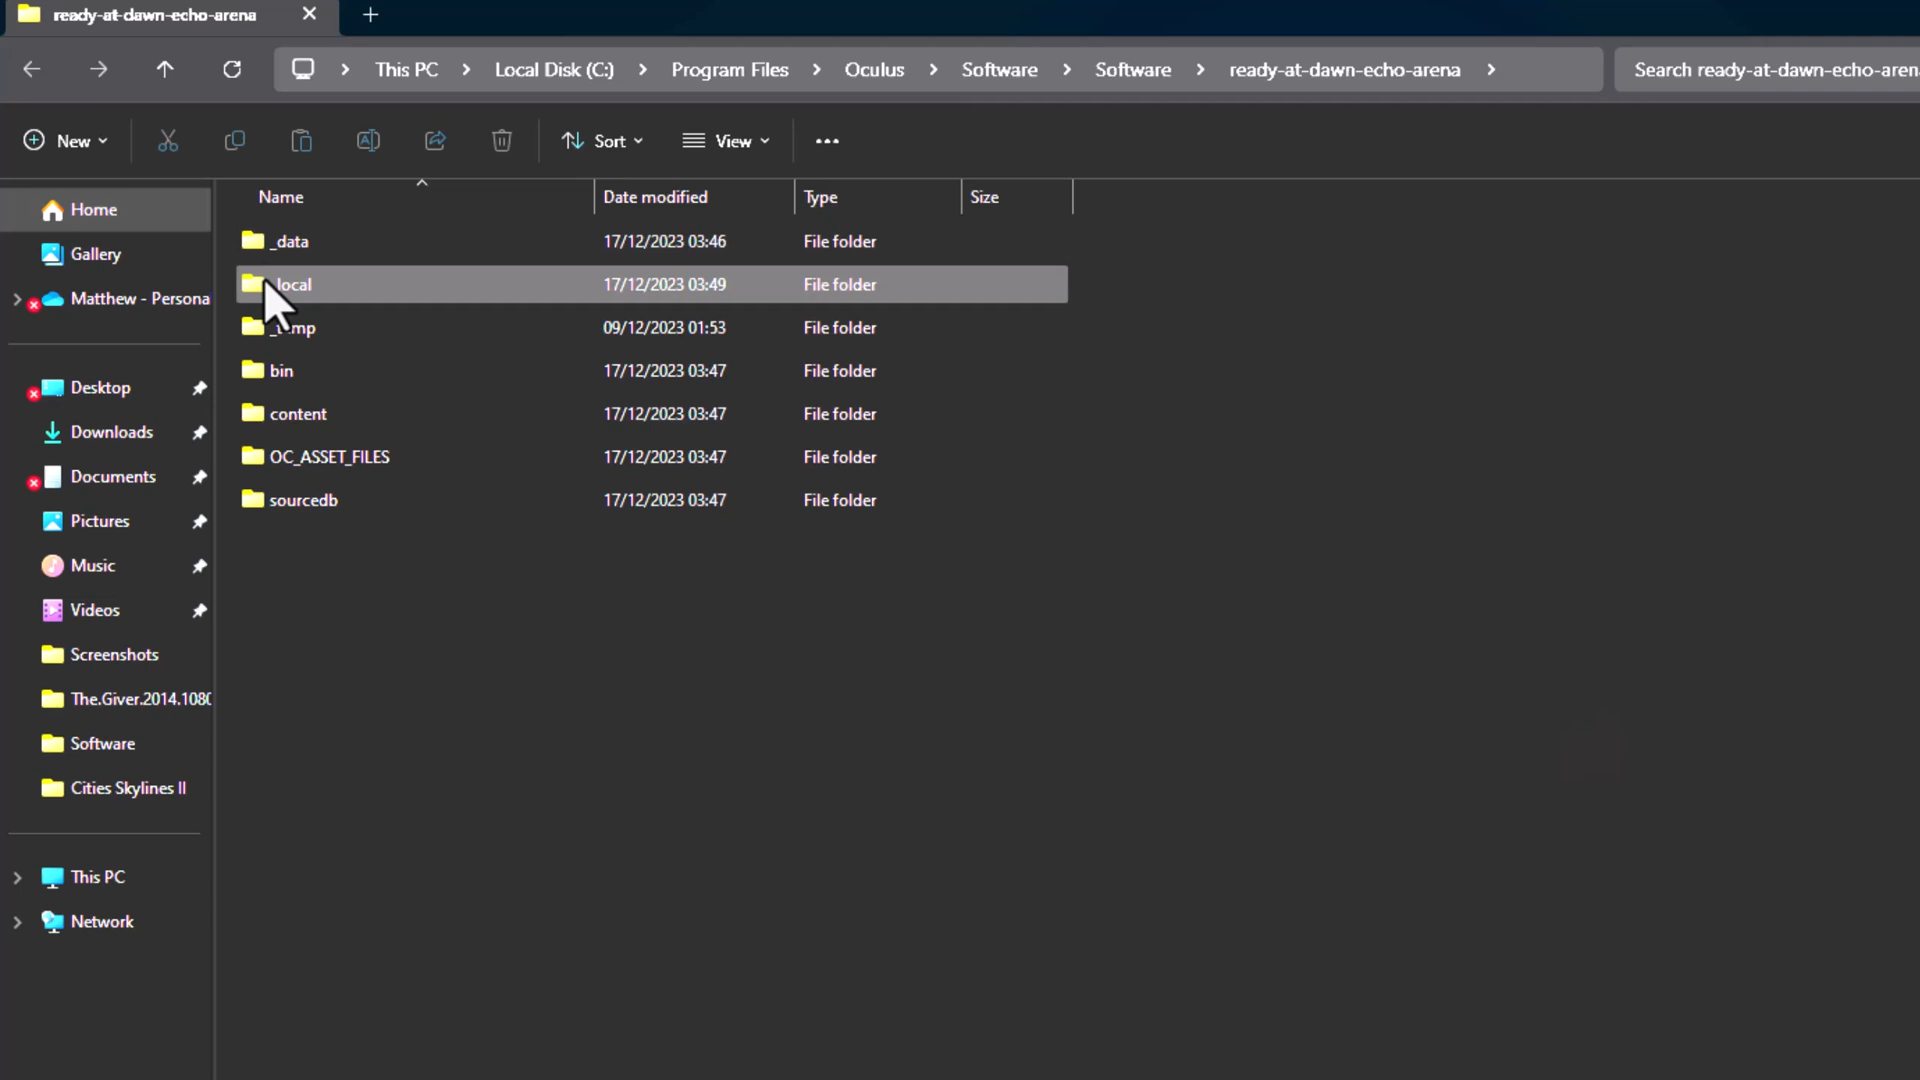 ready-at-dawn-echo-arena
This PC > Local Disk (C:) > Program Files > Oculus > Software > Software > ready-at-dawn-echo-arena >
Search ready-at-dawn-echo-aren
New
Sort
View
Name
Date modified
Type
Size
Home
Gallery
Matthew - Persona
Desktop
Downloads
Documents
Pictures
Music
Videos
Screenshots
The.Giver.2014.108
Software
Cities Skylines II
This PC
Network
_data 17/12/2023 03:46 File folder
local 17/12/2023 03:49 File folder
_temp 09/12/2023 01:53 File folder
bin 17/12/2023 03:47 File folder
content 17/12/2023 03:47 File folder
OC_ASSET_FILES 17/12/2023 03:47 File folder
sourcedb 17/12/2023 03:47 File folder